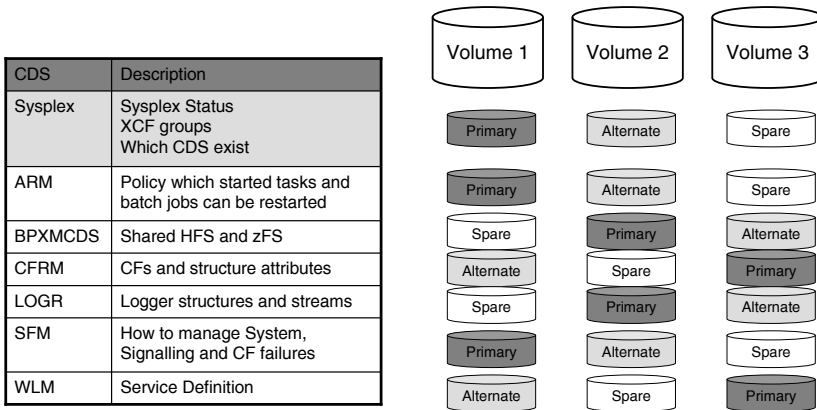 Volume 1 Volume 2 Volume 3
CDS Description
Sysplex Sysplex Status
XCF groups
Which CDS exist
Primary Alternate Spare
ARM Policy which started tasks and
batch jobs can be restarted
Primary Alternate Spare
BPXMCDS Shared HFS and zFS Spare Primary Alternate
CFRM CFs and structure attributes Alternate Spare Primary
LOGR Logger structures and streams Spare Primary Alternate
SFM How to manage System,
Signalling and CF failures
Primary Alternate Spare
WLM Service Definition Alternate Spare Primary